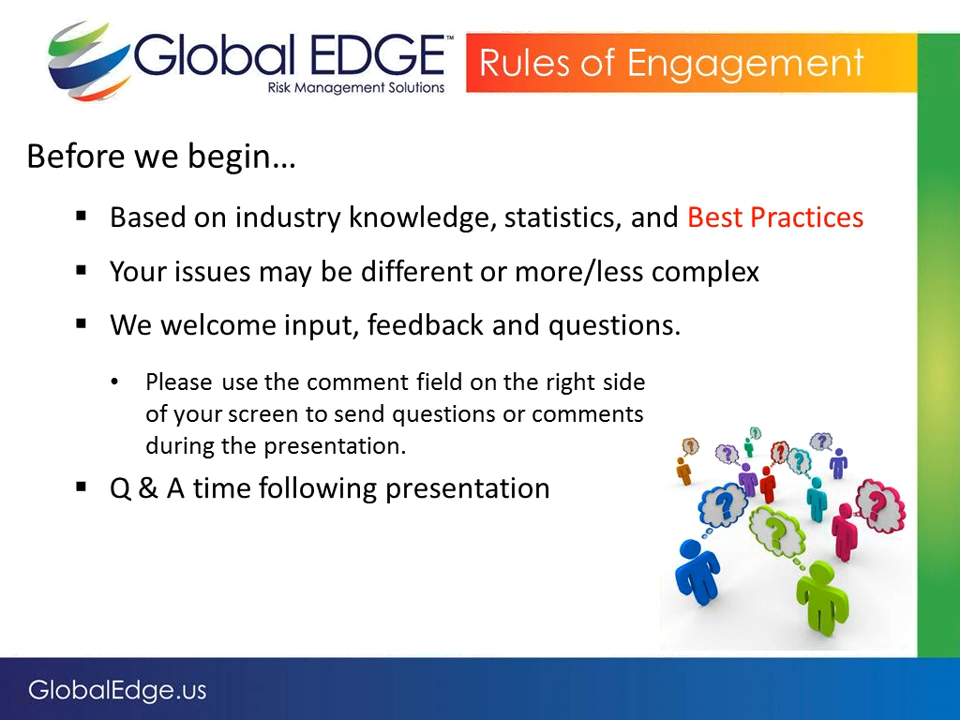 Global EDGE™
Risk Management Solutions
Rules of Engagement
Before we begin…
▪ Based on industry knowledge, statistics, and Best Practices
▪ Your issues may be different or more/less complex
▪ We welcome input, feedback and questions.
• Please use the comment field on the right side
of your screen to send questions or comments
during the presentation.
▪ Q & A time following presentation
? ? ? ? ? ? ? ? ?
GlobalEdge.us